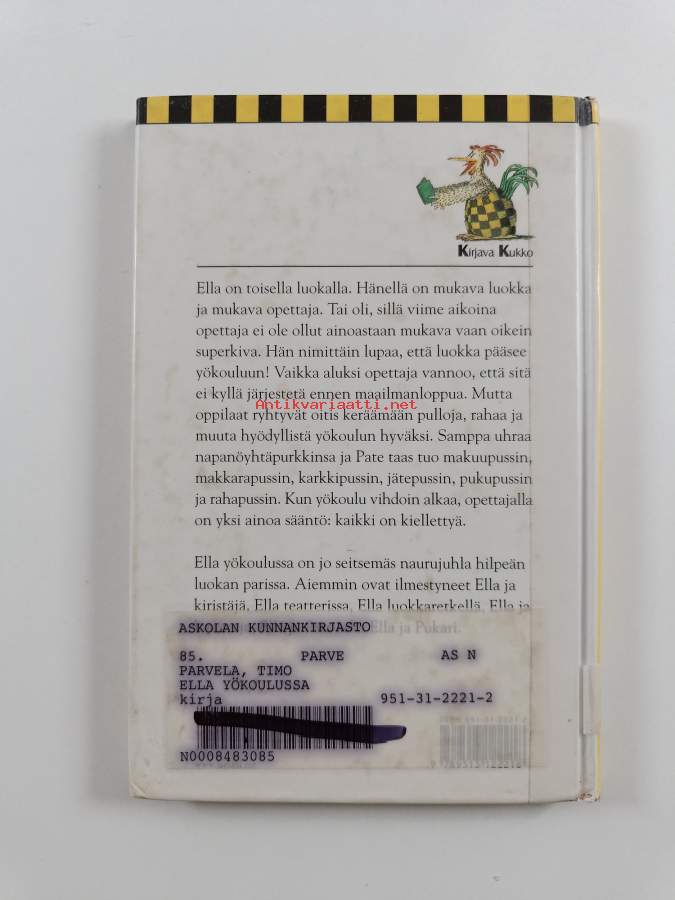 Kirjava Kukko
Ella on toisella luokalla. Hänellä on mukava luokka
ja mukava opettaja. Tai oli, sillä viime aikoina
opettaja ei ole ollut ainoastaan mukava vaan oikein
superkiva. Hän nimittäin lupaa, että luokka pääsee
yökouluun! Vaikka aluksi opettaja vannoo, että sitä
ei kyllä järjestetä ennen maailmanloppua. Mutta
Antikvariaatti.net
oppilaat ryhtyvät oitis keräämään pulloja, rahaa ja
muuta hyödyllistä yökoulun hyväksi. Samppa uhraa
napanöyhtäpurkkinsa ja Pate taas tuo makuupussin,
makkarapussin, karkkipussin, jätepussin, pukupussin
ja rahapussin. Kun yökoulu vihdoin alkaa, opettajalla
on yksi ainoa sääntö: kaikki on kiellettyä.
Ella yökoulussa on jo seitsemäs naurujuhla hilpeän
luokan parissa. Aiemmin ovat ilmestyneet Ella ja
kiristäjä, Ella teatterissa, Ella luokkaretkellä, Ella ja
Ella ja Pukari.
ASKOLAN KUNNANKIRJASTO
85. PARVE AS N
PARVELA, TIMO
ELLA YÖKOULUSSA
kirja 951-31-2221-2
N0008483085